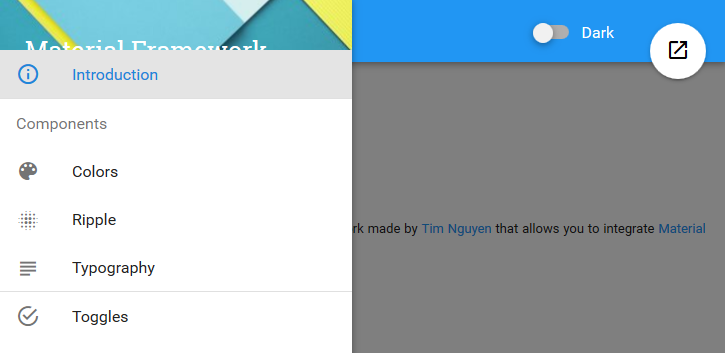 Material Framework
Dark
Introduction
Components
Colors
Ripple
rk made by Tim Nguyen that allows you to integrate Material
Typography
Toggles